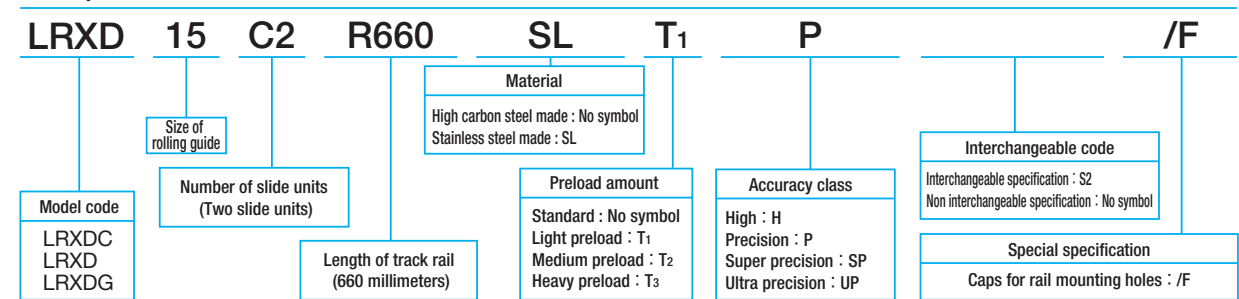 LRXD 15 C2 R660 SL T1 P /F
Material
High carbon steel made : No symbol
Stainless steel made : SL
Size of
rolling guide
Interchangeable code
Interchangeable specification : S2
Non interchangeable specification : No symbol
Number of slide units
(Two slide units)
Preload amount
Standard : No symbol
Light preload : T1
Medium preload : T2
Heavy preload : T3
Accuracy class
High : H
Precision : P
Super precision : SP
Ultra precision : UP
Model code
LRXDC
LRXD
LRXDG
Length of track rail
(660 millimeters)
Special specification
Caps for rail mounting holes : /F